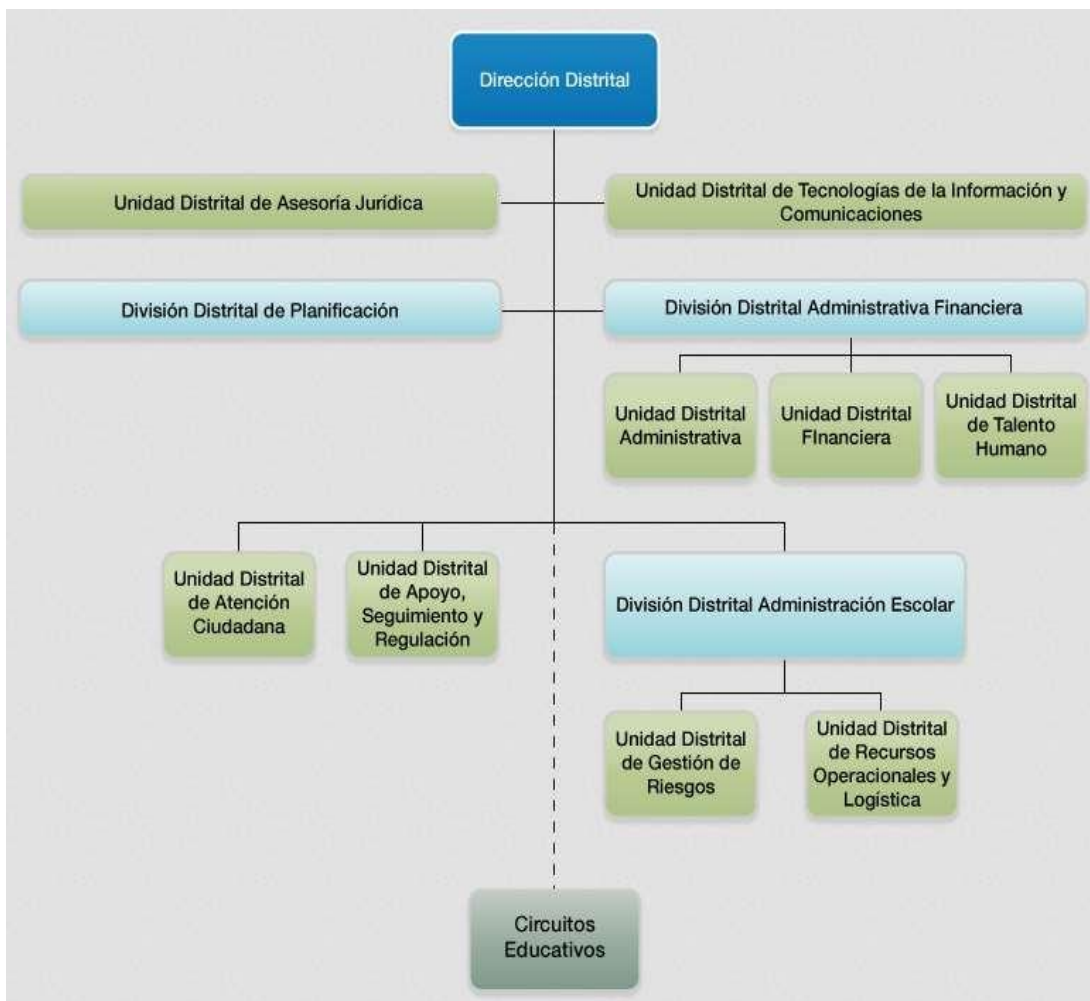 Dirección Distrital
Unidad Distrital de Asesoría Jurídica
Unidad Distrital de Tecnologías de la Información y
Comunicaciones
División Distrital de Planificación
División Distrital Administrativa Financiera
Unidad Distrital
Administrativa
Unidad Distrital
FInanciera
Unidad Distrital
de Talento
Humano
Unidad Distrital
de Atención
Ciudadana
Unidad Distrital
de Apoyo,
Seguimiento y
Regulación
División Distrital Administración Escolar
Unidad Distrital
de Gestión de
Riesgos
Unidad Distrital
de Recursos
Operacionales y
Logística
Circuitos
Educativos